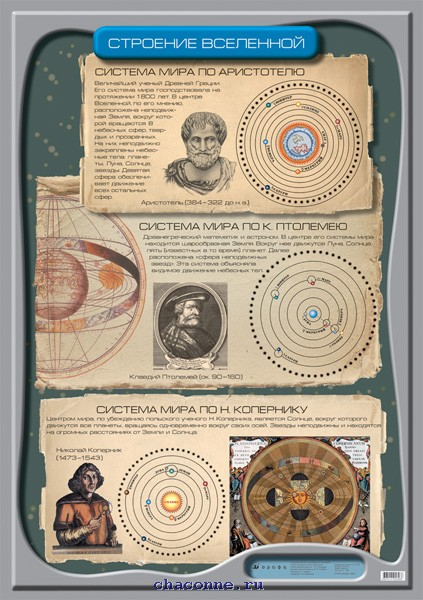 СТРОЕНИЕ ВСЕЛЕННОЙ
СИСТЕМА МИРА ПО АРИСТОТЕЛЮ
Величайший ученый Древней Греции.
Его система мира господствовала на
протяжении 1800 лет. В центре
Вселенной, по его мнению,
расположена неподвиж-
ная Земля, вокруг кото-
рой вращаются 8
небесных сфер, твер-
дых и прозрачных.
На них неподвижно
закреплены небес-
ные тела: плане-
ты, Луна, Солнце,
звезды. Девятая
сфера обеспечи-
вает движение
всех остальных
сфер.
Аристотель (384–322 до н.э.)
СИСТЕМА МИРА ПО К. ПТОЛЕМЕЮ
Древнегреческий математик и астроном. В центре его системы мира
находится шарообразная Земля. Вокруг нее движутся Луна, Солнце,
пять (известных в то время) планет. Далее
расположена «сфера неподвижных
звезд». Эта система объясняла
видимое движение небесных тел.
Клавдий Птолемей (ок. 90–160)
СИСТЕМА МИРА ПО Н. КОПЕРНИКУ
Центром мира, по убеждению польского ученого Н. Коперника, является Солнце, вокруг которого
движутся все планеты, вращаясь одновременно вокруг своих осей. Звезды неподвижны и находятся
на огромных расстояниях от Земли и Солнца.
Николай Коперник
(1473–1543)
дрофа
chaconne.ru